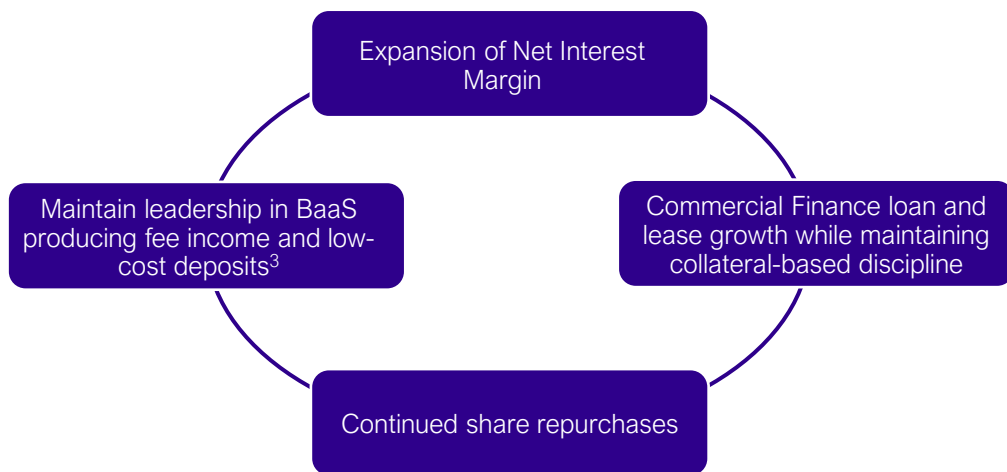 Expansion of Net Interest
Margin
Maintain leadership in BaaS
producing fee income and low-
cost deposits³
Commercial Finance loan and
lease growth while maintaining
collateral-based discipline
Continued share repurchases